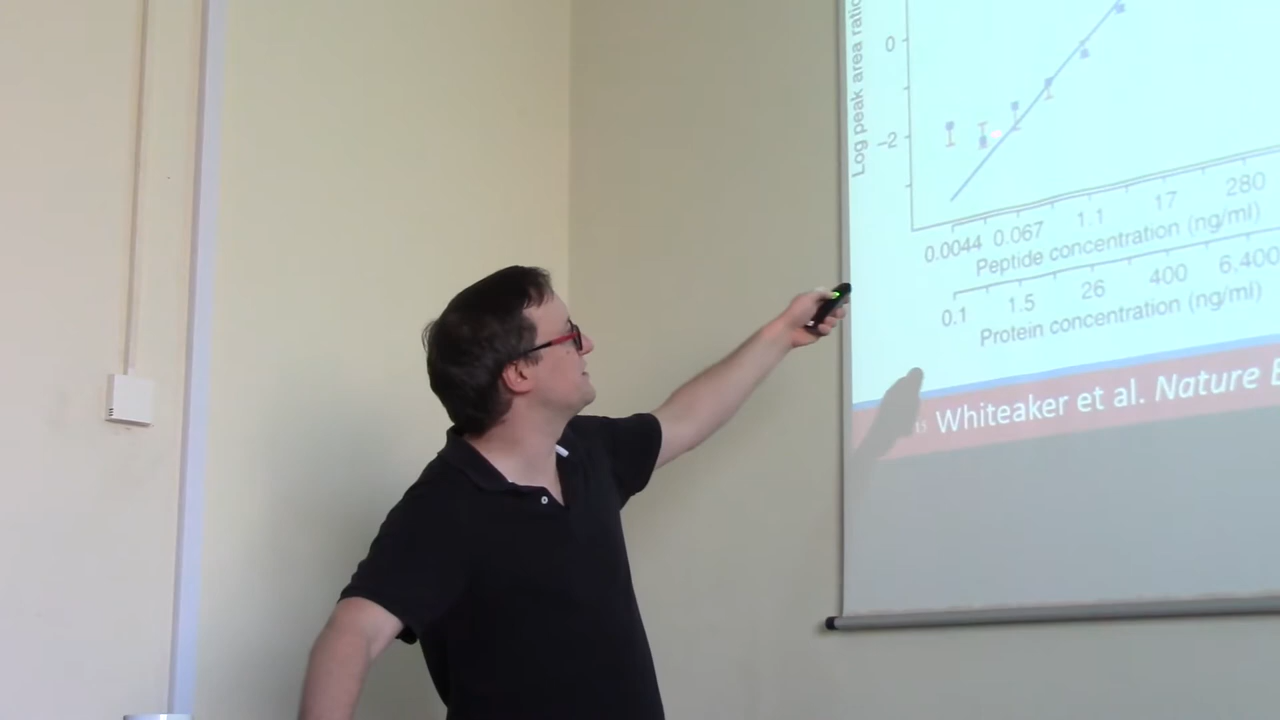 Log peak area ratio
0
−2
0.0044 0.067 1.1 17 280
Peptide concentration (ng/ml)
0.1 1.5 26 400 6,400
Protein concentration (ng/ml)
15 Whiteaker et al. Nature